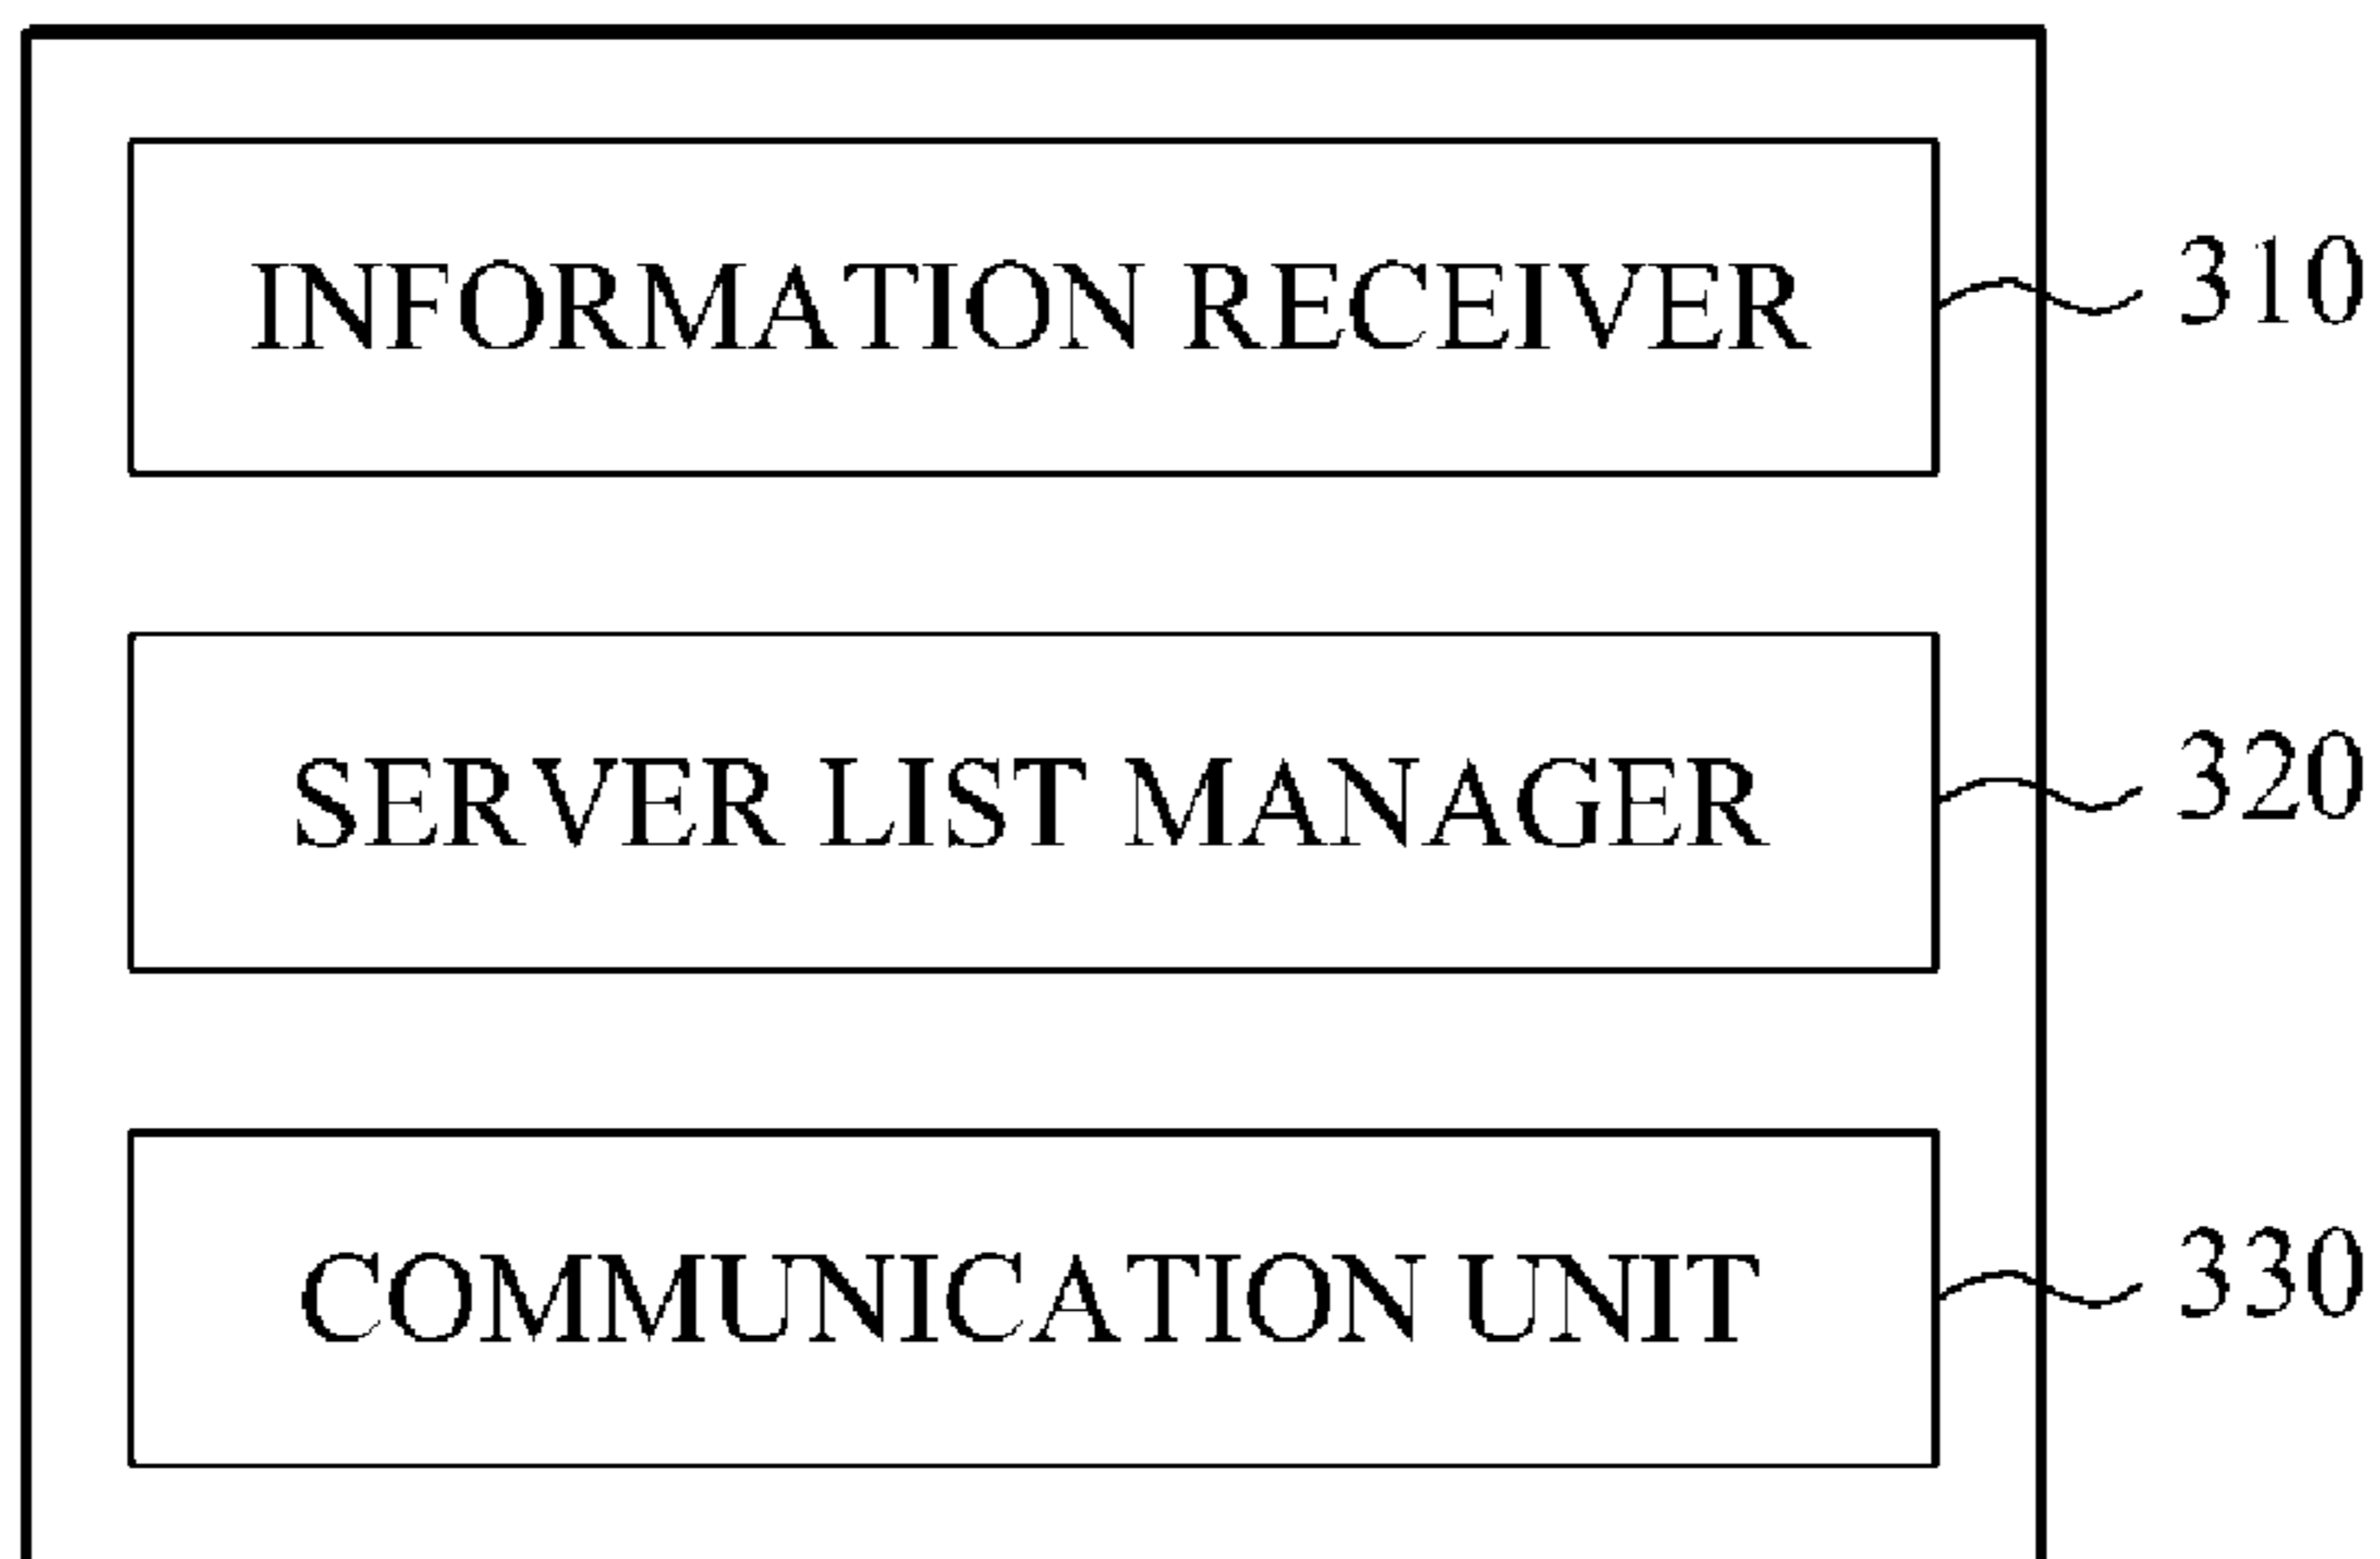 INFORMATION RECEIVER 310
SERVER LIST MANAGER 320
COMMUNICATION UNIT 330